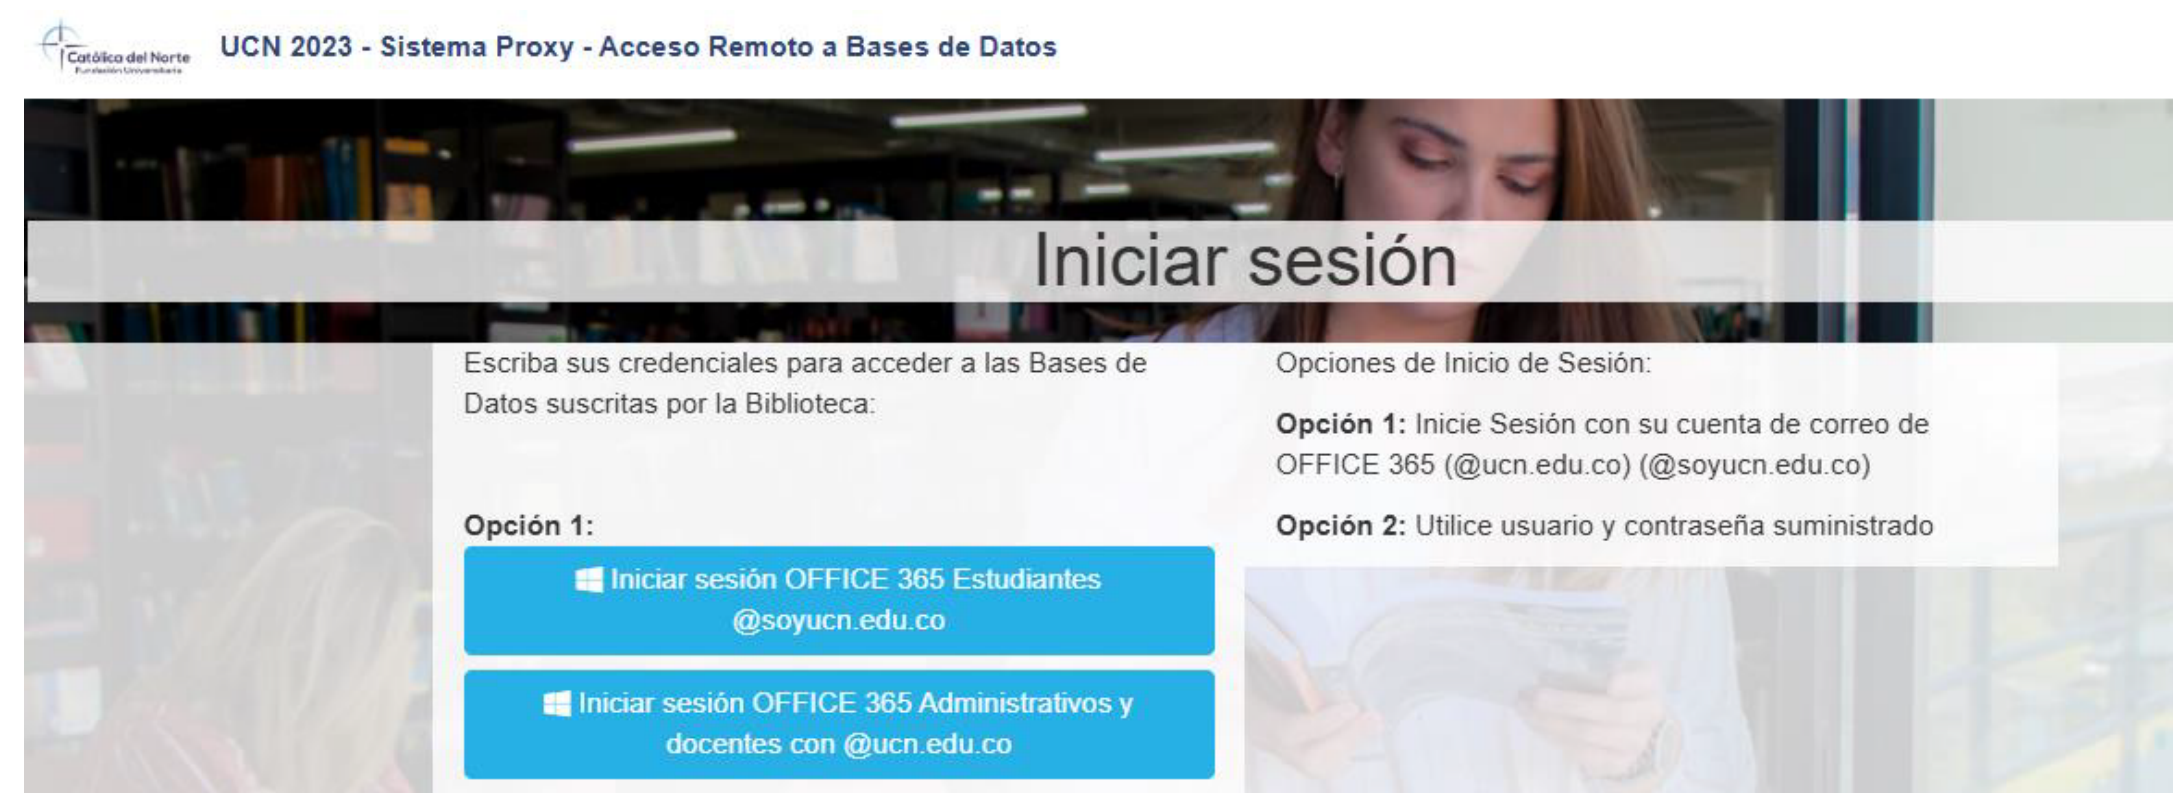 Católica del Norte
Fundación Universitaria
UCN 2023 - Sistema Proxy - Acceso Remoto a Bases de Datos
Iniciar sesión
Escriba sus credenciales para acceder a las Bases de
Datos suscritas por la Biblioteca:
Opción 1:
Iniciar sesión OFFICE 365 Estudiantes
@soyucn.edu.co
Iniciar sesión OFFICE 365 Administrativos y
docentes con @ucn.edu.co
Opciones de Inicio de Sesión:
Opción 1: Inicie Sesión con su cuenta de correo de
OFFICE 365 (@ucn.edu.co) (@soyucn.edu.co)
Opción 2: Utilice usuario y contraseña suministrado